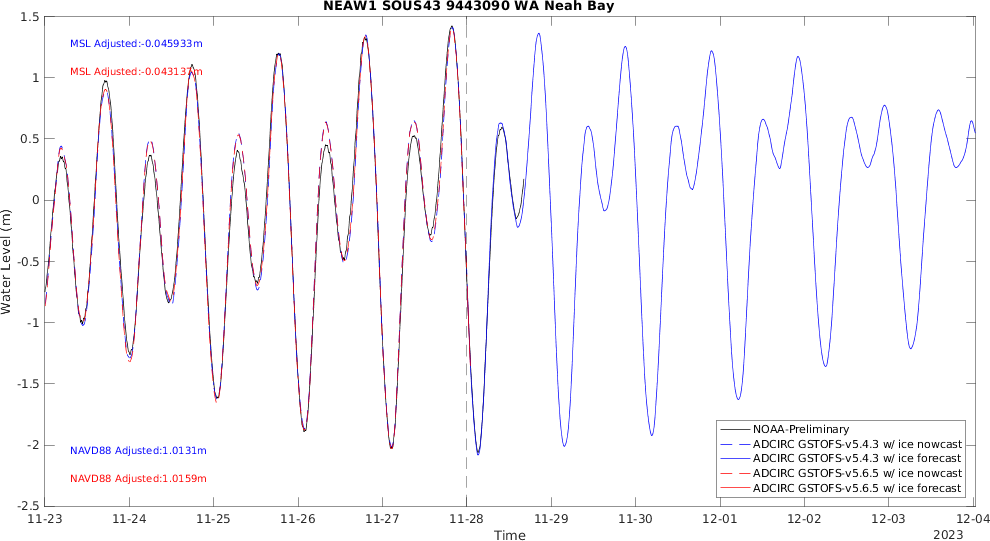 NEAW1 SOUS43 9443090 WA Neah Bay
1.5
1
0.5
0
-0.5
-1
-1.5
-2
-2.5
Water Level (m)
MSL Adjusted:-0.045933m
MSL Adjusted:-0.043137m
NAVD88 Adjusted:1.0131m
NAVD88 Adjusted:1.0159m
NOAA-Preliminary
ADCIRC GSTOFS-v5.4.3 w/ ice nowcast
ADCIRC GSTOFS-v5.4.3 w/ ice forecast
ADCIRC GSTOFS-v5.6.5 w/ ice nowcast
ADCIRC GSTOFS-v5.6.5 w/ ice forecast
11-23 11-24 11-25 11-26 11-27 11-28 11-29 11-30 12-01 12-02 12-03 12-04
Time
2023